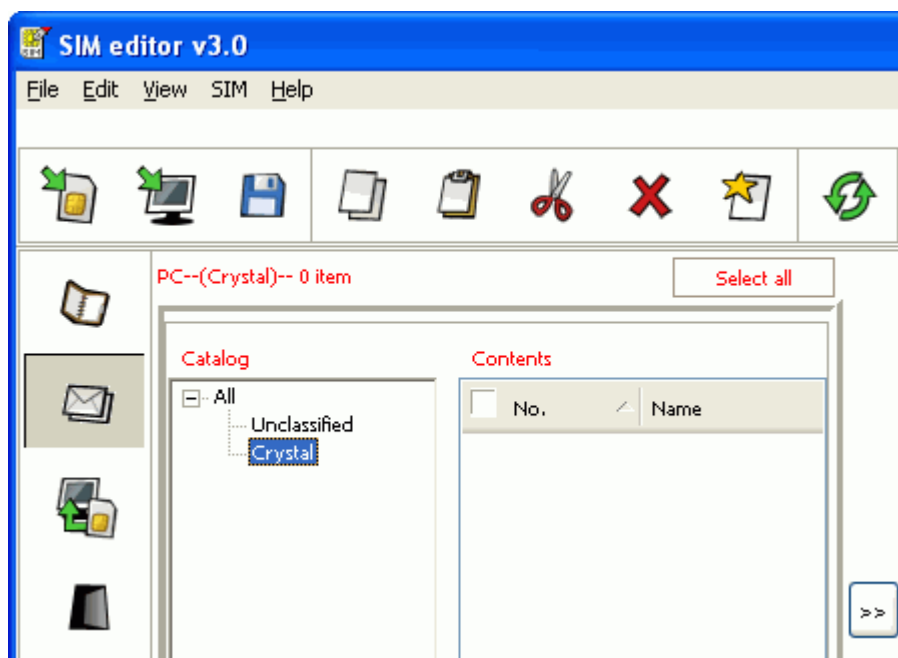 SIM editor v3.0
File Edit View SIM Help
PC--(Crystal)-- 0 item
Select all
Catalog
Contents
All
Unclassified
Crystal
No.
Name
>>